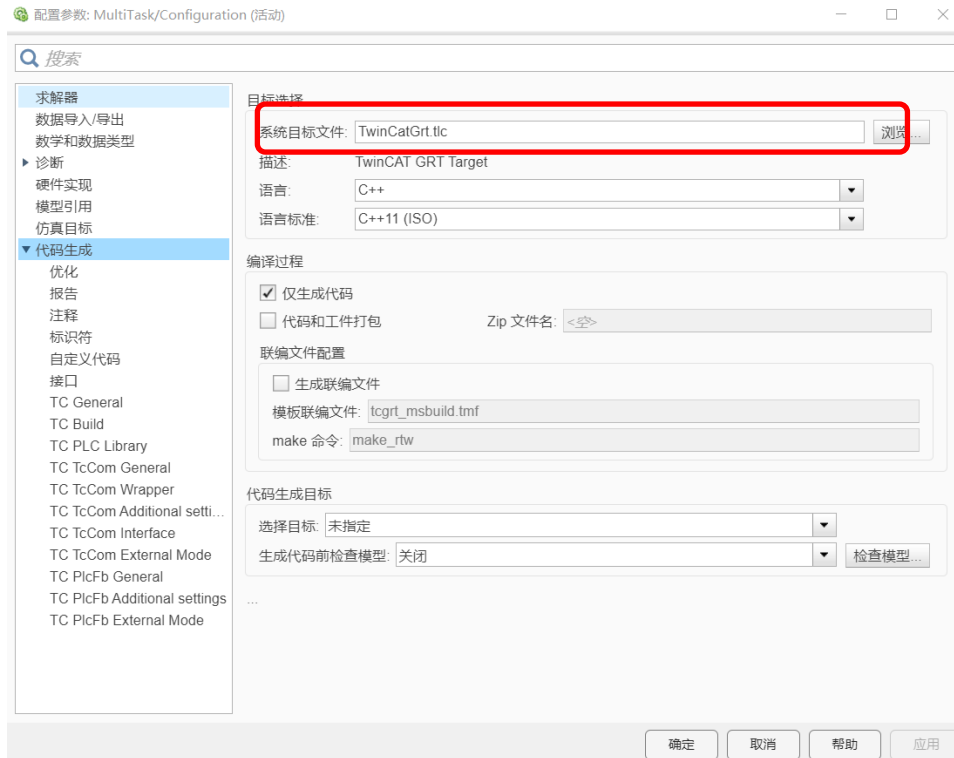 配置参数: MultiTask/Configuration (活动)
搜索
求解器
数据导入/导出
数学和数据类型
诊断
硬件实现
模型引用
仿真目标
代码生成
优化
报告
注释
标识符
自定义代码
接口
TC General
TC Build
TC PLC Library
TC TcCom General
TC TcCom Wrapper
TC TcCom Additional setti...
TC TcCom Interface
TC TcCom External Mode
TC PlcFb General
TC PlcFb Additional settings
TC PlcFb External Mode
目标选择
系统目标文件: TwinCatGrt.tlc 浏览...
描述: TwinCAT GRT Target
语言: C++
语言标准: C++11 (ISO)
编译过程
仅生成代码
代码和工件打包 Zip 文件名: <空>
联编文件配置
生成联编文件
模板联编文件: tcgrt_msbuild.tmf
make 命令: make_rtw
代码生成目标
选择目标: 未指定
生成代码前检查模型: 关闭 检查模型...
...
确定 取消 帮助 应用